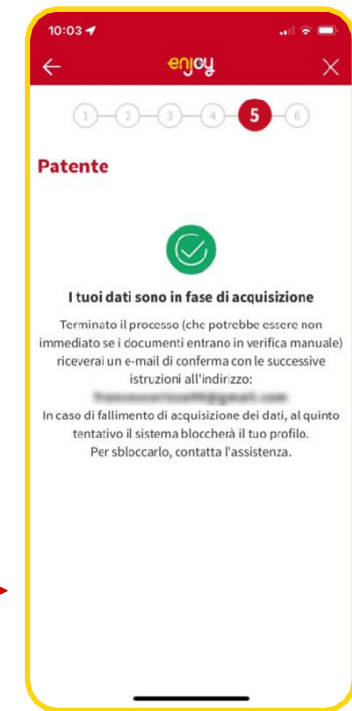 10:03
enjoy
1 2 3 4 5 6
Patente
I tuoi dati sono in fase di acquisizione
Terminato il processo (che potrebbe essere non
immediato se i documenti entrano in verifica manuale)
riceverai un e-mail di conferma con le successive
istruzioni all'indirizzo:
In caso di fallimento di acquisizione dei dati, al quinto
tentativo il sistema bloccherà il tuo profilo.
Per sbloccarlo, contatta l'assistenza.